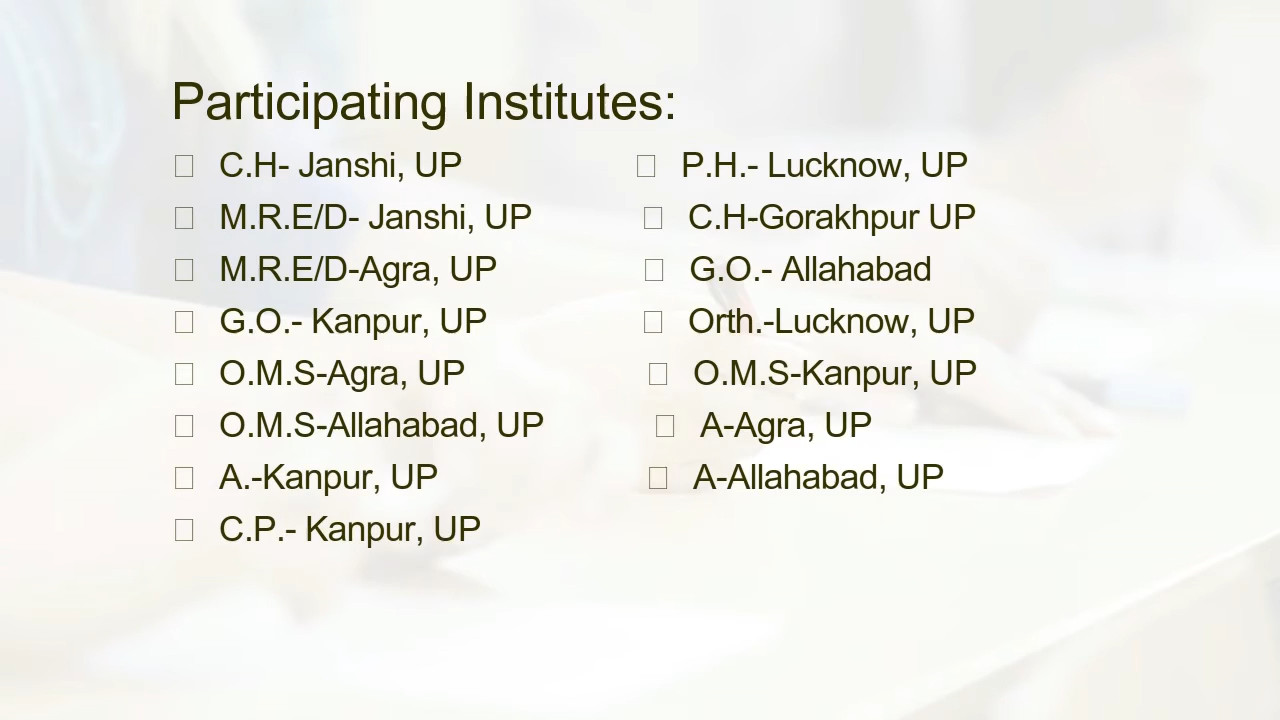 Participating Institutes:
□ C.H- Janshi, UP
□ M.R.E/D- Janshi, UP
□ M.R.E/D-Agra, UP
□ G.O.- Kanpur, UP
□ O.M.S-Agra, UP
□ O.M.S-Allahabad, UP
□ A.-Kanpur, UP
□ C.P.- Kanpur, UP
□ P.H.- Lucknow, UP
□ C.H-Gorakhpur UP
□ G.O.- Allahabad
□ Orth.-Lucknow, UP
□ O.M.S-Kanpur, UP
□ A-Agra, UP
□ A-Allahabad, UP